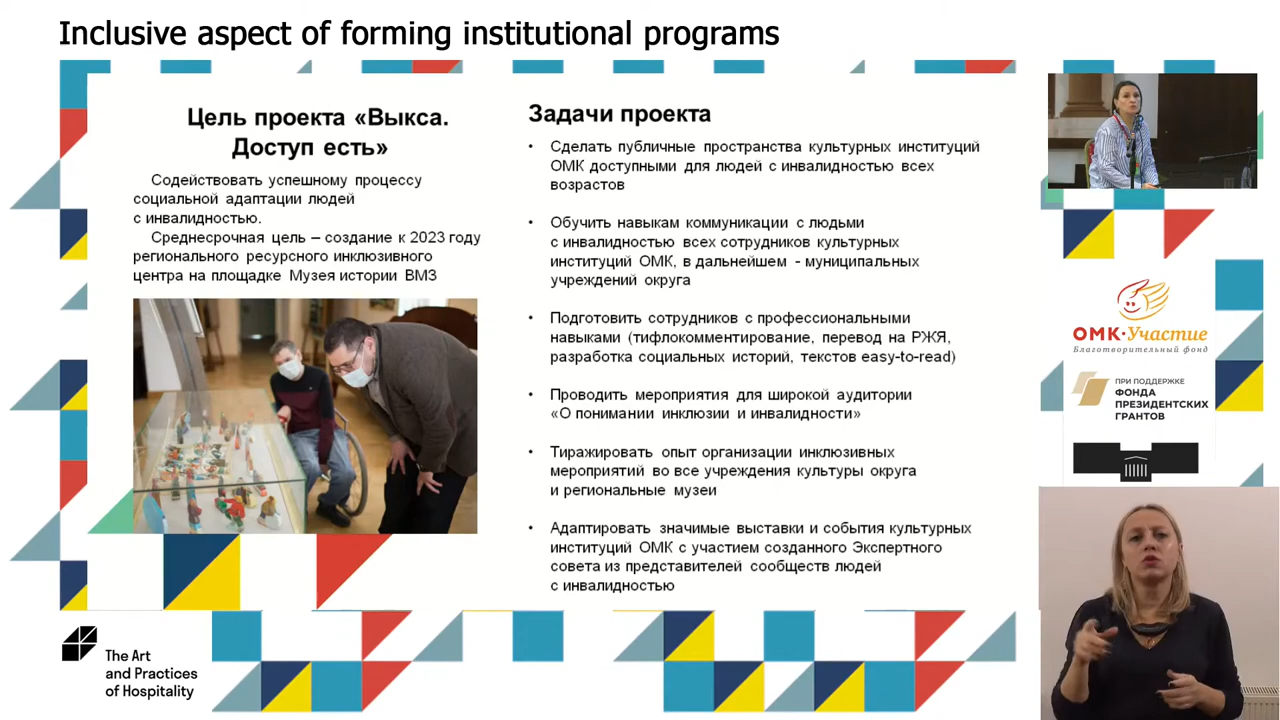 Inclusive aspect of forming institutional programs
Цель проекта «Выкса.
Доступ есть»
Содействовать успешному процессу
социальной адаптации людей
с инвалидностью.
Среднесрочная цель – создание к 2023 году
регионального ресурсного инклюзивного
центра на площадке Музея истории ВМЗ
Задачи проекта
• Сделать публичные пространства культурных институций
ОМК доступными для людей с инвалидностью всех
возрастов
• Обучить навыкам коммуникации с людьми
с инвалидностью всех сотрудников культурных
институций ОМК, в дальнейшем - муниципальных
учреждений округа
• Подготовить сотрудников с профессиональными
навыками (тифлокомментирование, перевод на РЖЯ,
разработка социальных историй, текстов easy-to-read)
• Проводить мероприятия для широкой аудитории
«О понимании инклюзии и инвалидности»
• Тиражировать опыт организации инклюзивных
мероприятий во все учреждения культуры округа
и региональные музеи
• Адаптировать значимые выставки и события культурных
институций ОМК с участием созданного Экспертного
совета из представителей сообществ людей
с инвалидностью
ОМК·Участие
Благотворительный фонд
ПРИ ПОДДЕРЖКЕ
ФОНДА
ПРЕЗИДЕНТСКИХ
ГРАНТОВ
The Art
and Practices
of Hospitality